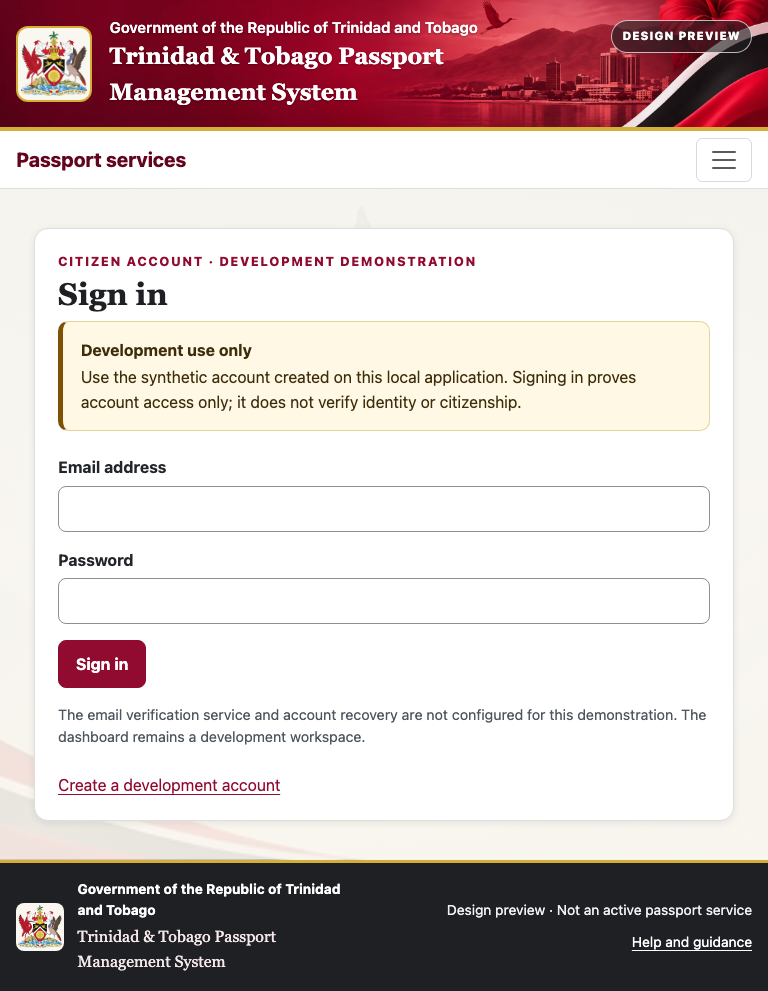 Government of the Republic of Trinidad and Tobago
Trinidad & Tobago Passport
Management System
DESIGN PREVIEW
Passport services
CITIZEN ACCOUNT · DEVELOPMENT DEMONSTRATION
Sign in
Development use only
Use the synthetic account created on this local application. Signing in proves
account access only; it does not verify identity or citizenship.
Email address
Password
Sign in
The email verification service and account recovery are not configured for this demonstration. The
dashboard remains a development workspace.
Create a development account
Government of the Republic of Trinidad
and Tobago
Trinidad & Tobago Passport
Management System
Design preview · Not an active passport service
Help and guidance